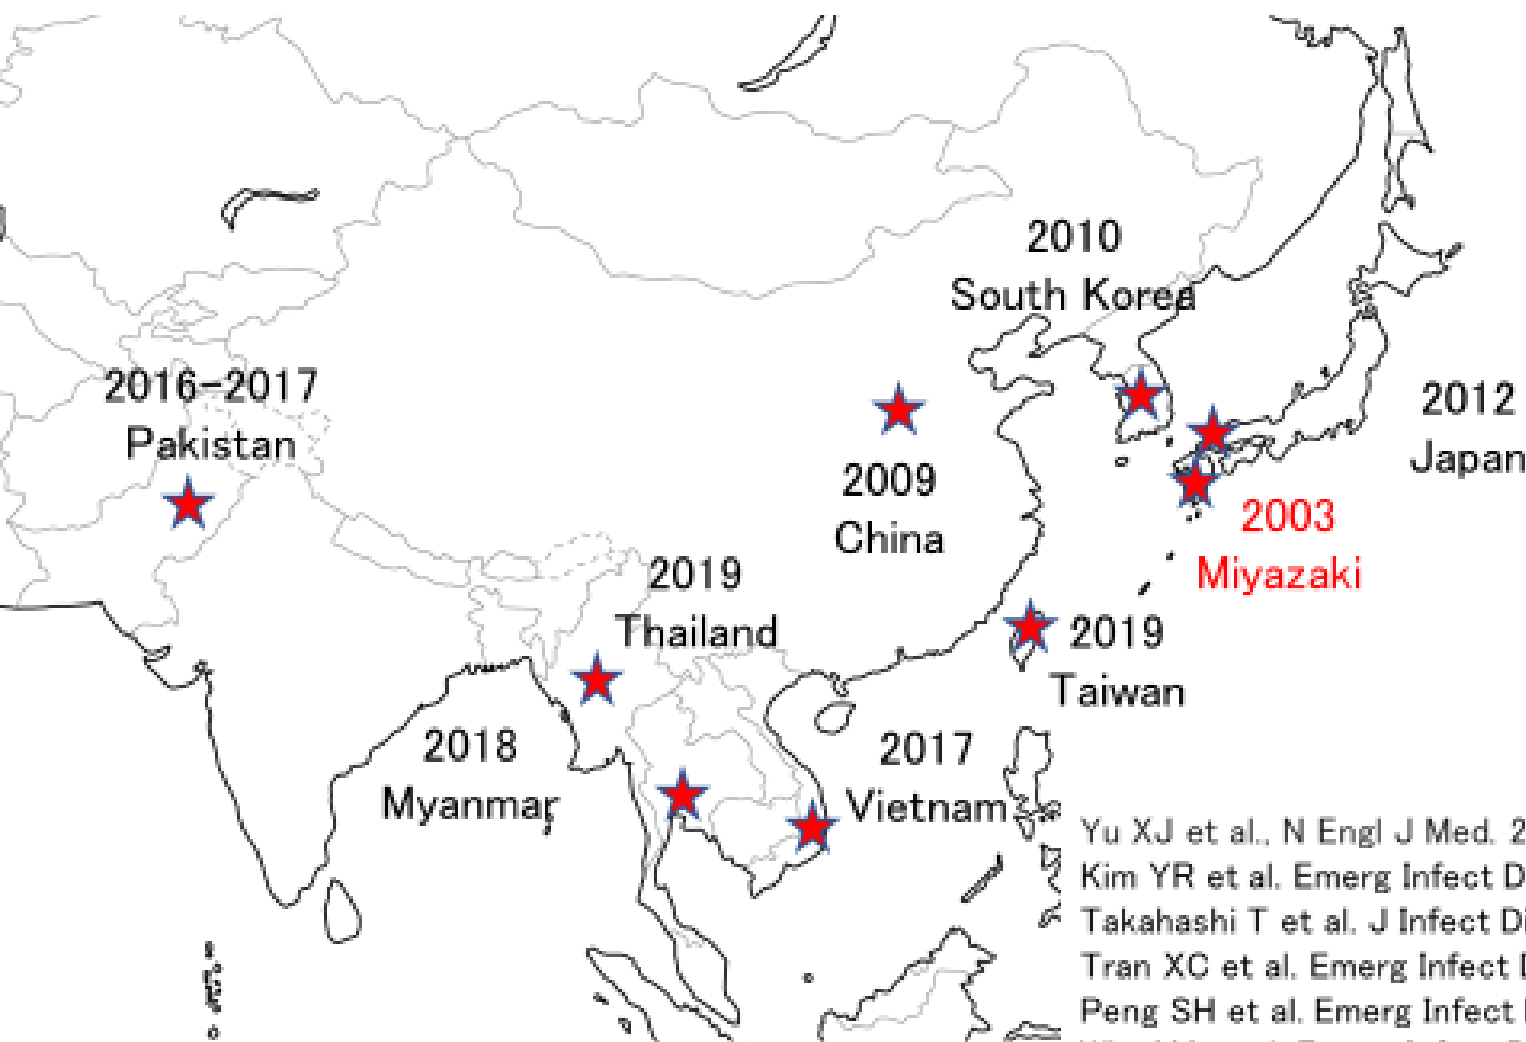 2010
South Korea
2016-2017
Pakistan
2012
Japan
2009
China
2003
Miyazaki
2019
Thailand
2019
Taiwan
2018
Myanmar
2017
Vietnam
Yu XJ et al., N Engl J Med. 2
Kim YR et al. Emerg Infect D
Takahashi T et al. J Infect Di
Tran XC et al. Emerg Infect
Peng SH et al. Emerg Infect